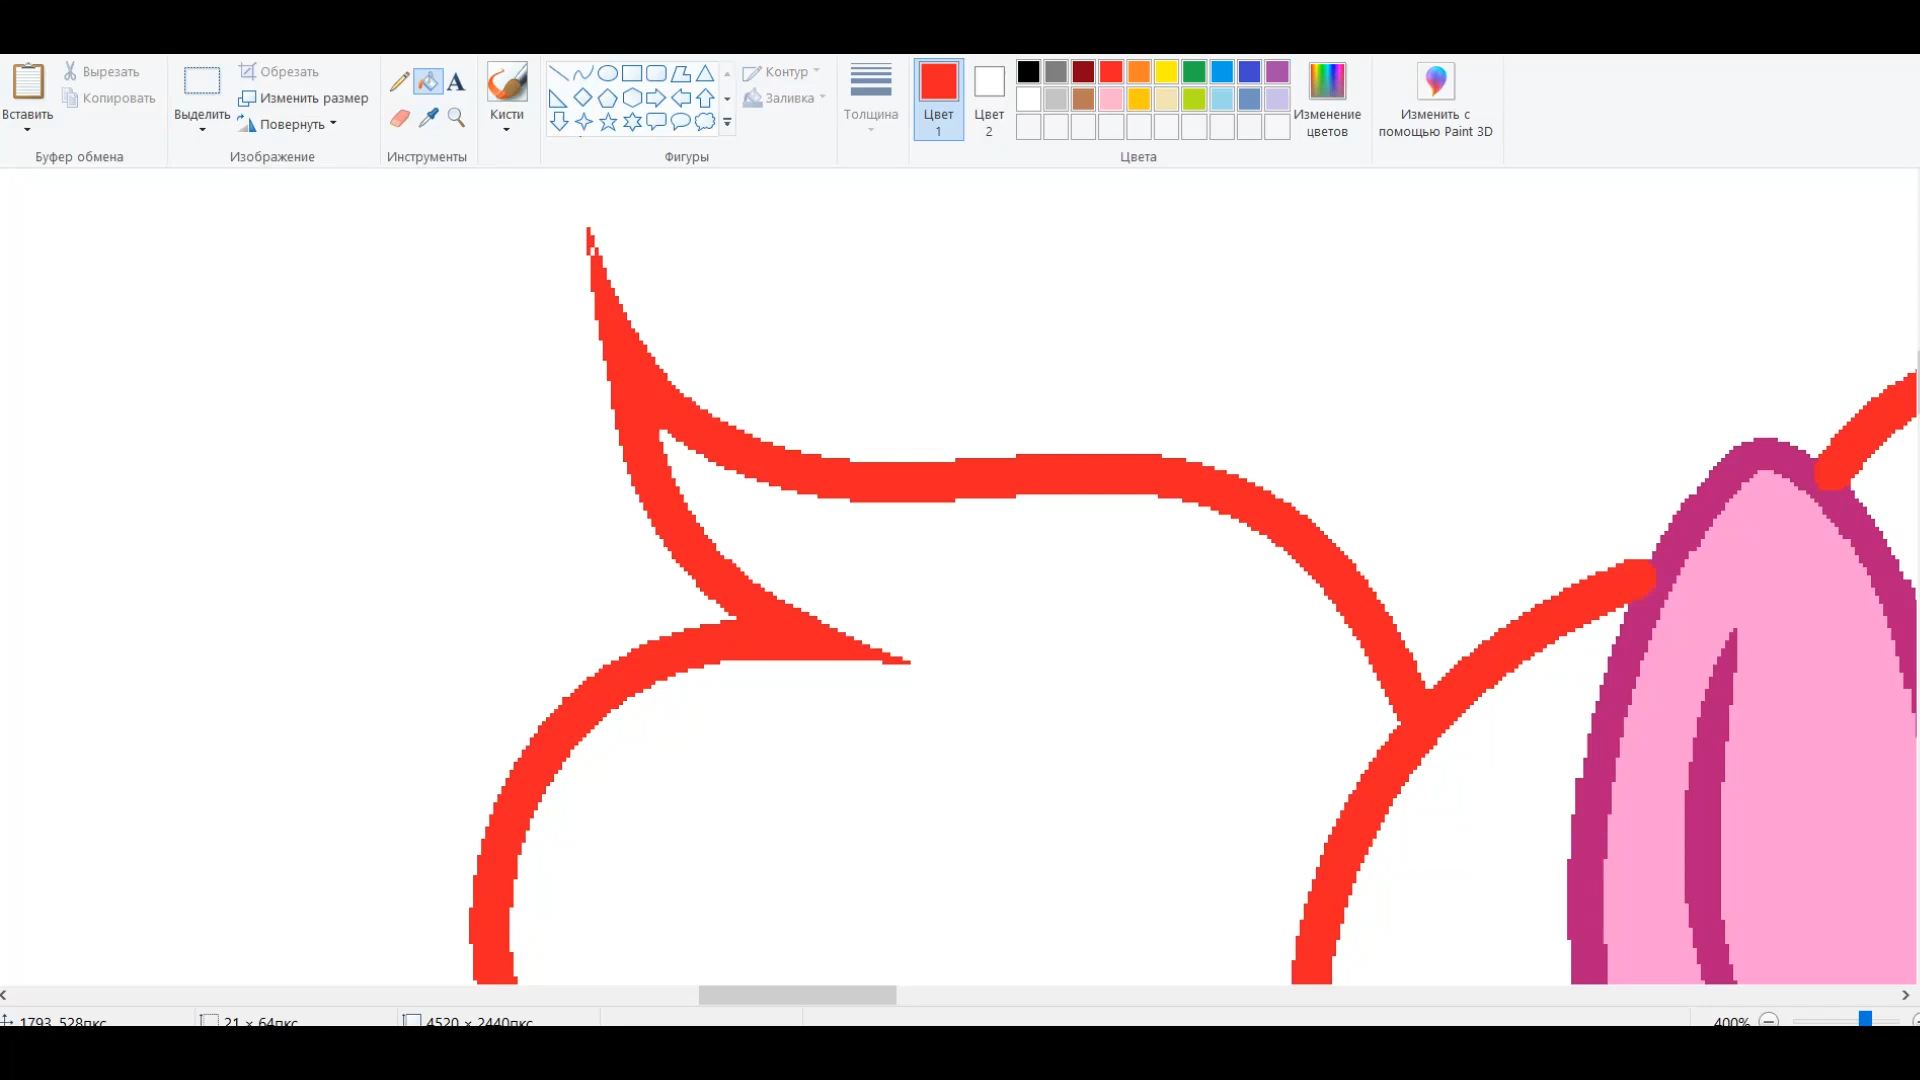 Вставить
Вырезать
Копировать
Буфер обмена
Выделить
Обрезать
Изменить размер
Повернуть
Изображение
A
Инструменты
Кисти
Контур
Заливка
Фигуры
Толщина
Цвет
1
Цвет
2
Изменение
цветов
Цвета
Изменить с
помощью Paint 3D
1793, 528пкс
21 × 64пкс
4520 × 2440пкс
400%